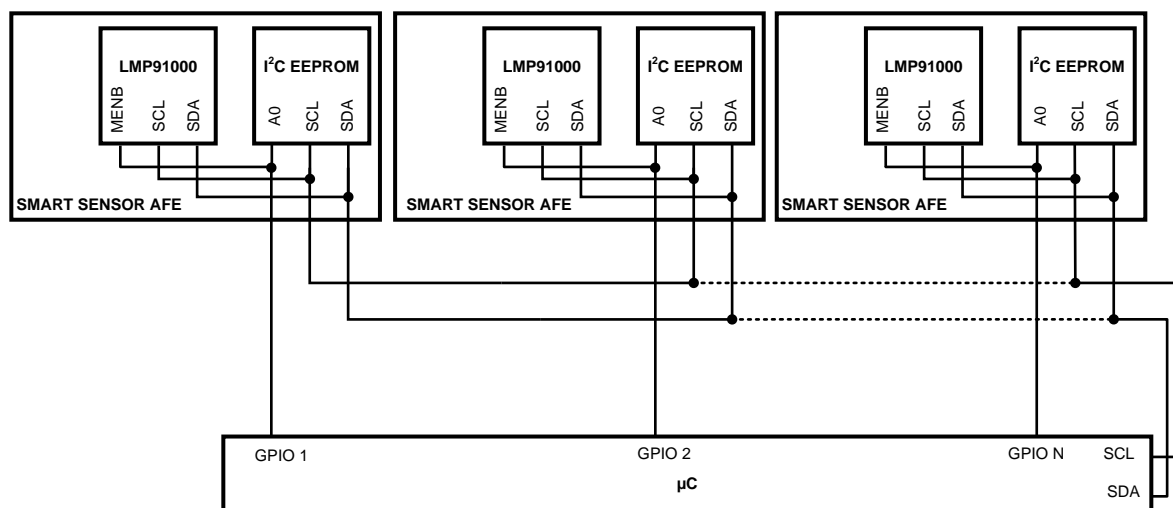 LMP91000
I²C EEPROM
MENB
SCL
SDA
A0
SCL
SDA
SMART SENSOR AFE
LMP91000
I²C EEPROM
MENB
SCL
SDA
A0
SCL
SDA
SMART SENSOR AFE
LMP91000
I²C EEPROM
MENB
SCL
SDA
A0
SCL
SDA
SMART SENSOR AFE
GPIO 1
GPIO 2
GPIO N
SCL
SDA
µC